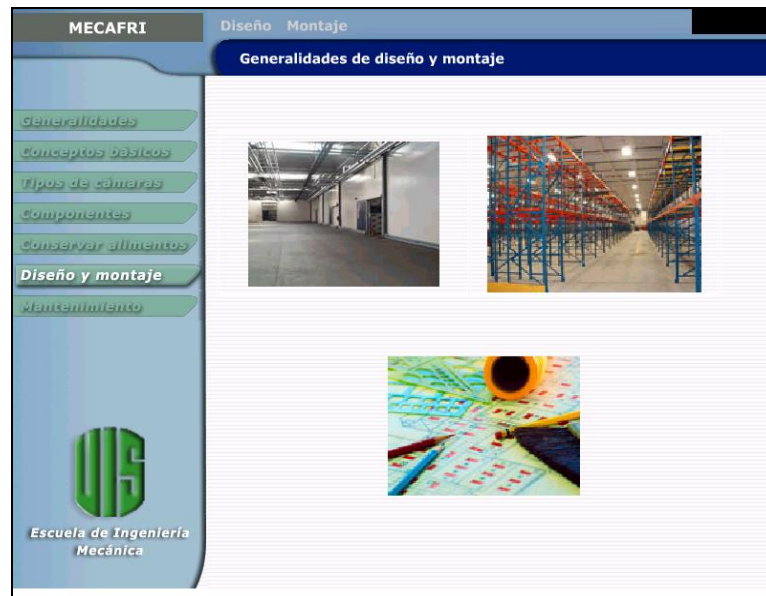 MECAFRI
Diseño Montaje
Generalidades de diseño y montaje
Generalidades
Conceptos básicos
Tipos de cámaras
Componentes
Conservar alimentos
Diseño y montaje
Mantenimiento
UIS
Escuela de Ingeniería
Mecánica